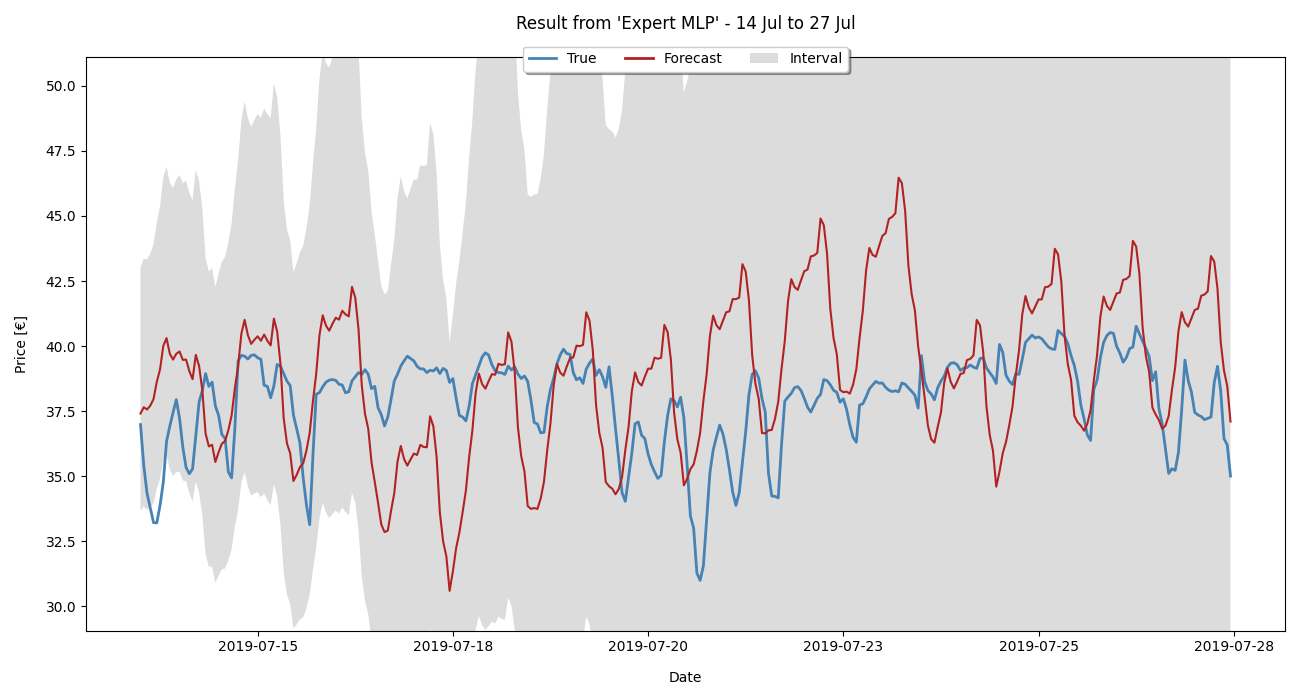 Result from 'Expert MLP' - 14 Jul to 27 Jul
True Forecast Interval
50.0
47.5
45.0
42.5
40.0
37.5
35.0
32.5
30.0
Price [€]
2019-07-15 2019-07-18 2019-07-20 2019-07-23 2019-07-25 2019-07-28
Date